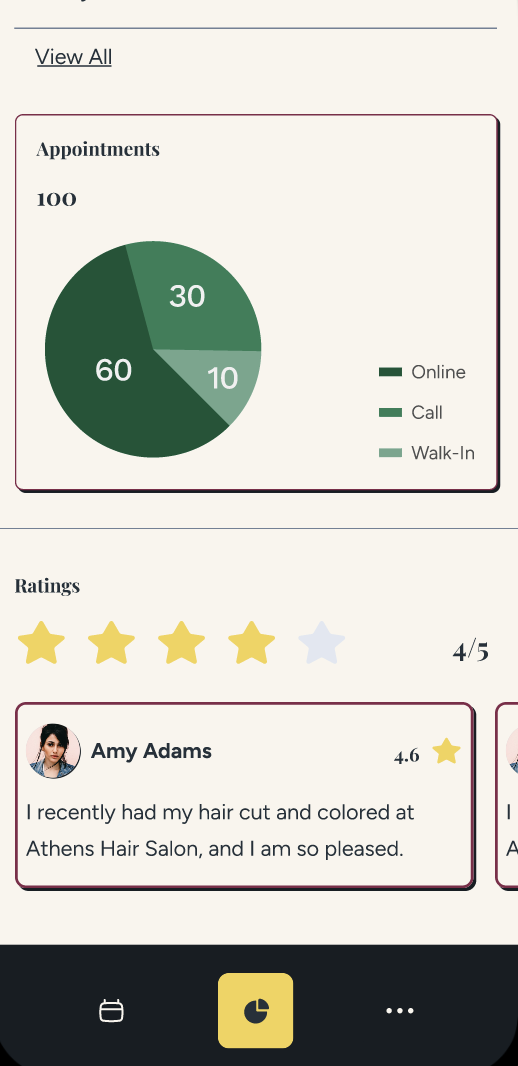 View All
Appointments
100
30
60
10
Online
Call
Walk-In
Ratings
4/5
Amy Adams
4.6
I recently had my hair cut and colored at
Athens Hair Salon, and I am so pleased.
I
A